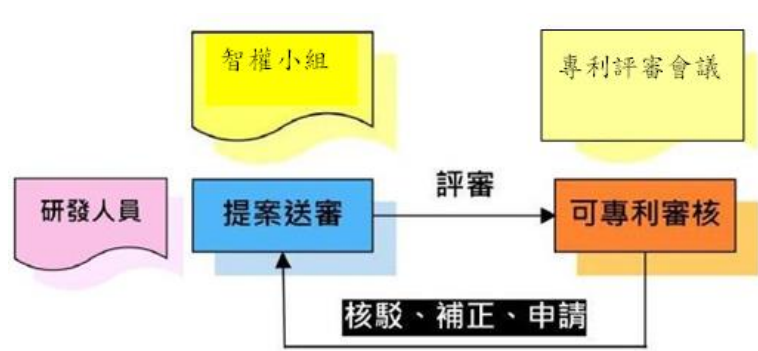 智權小組
專利評審會議
研發人員
提案送審
評審
可專利審核
核駁、補正、申請